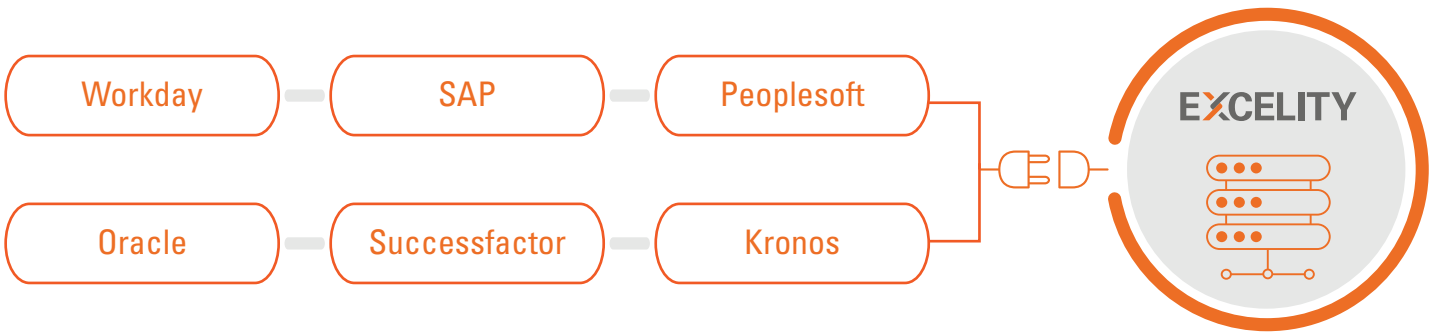 Workday
SAP
Peoplesoft
EXCELITY
Oracle
Successfactor
Kronos